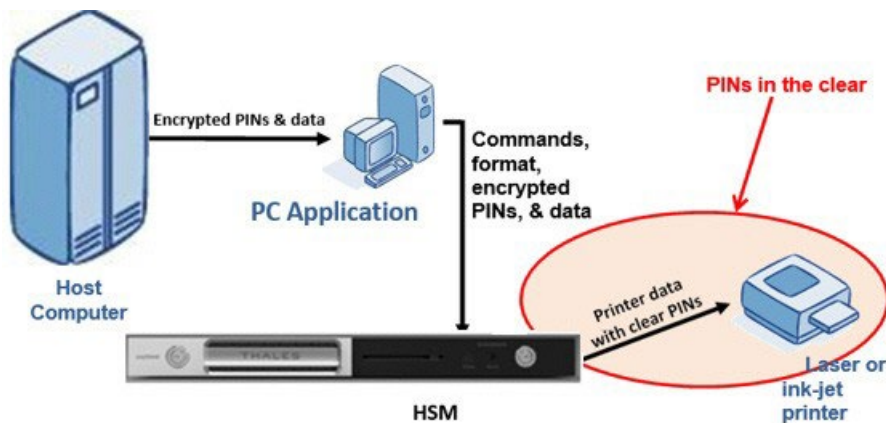 Encrypted PINs & data
PINs in the clear
Commands,
format,
encrypted
PINs, & data
PC Application
Host
Computer
Printer data
with clear PINs
THALES
Laser or
ink-jet
printer
HSM